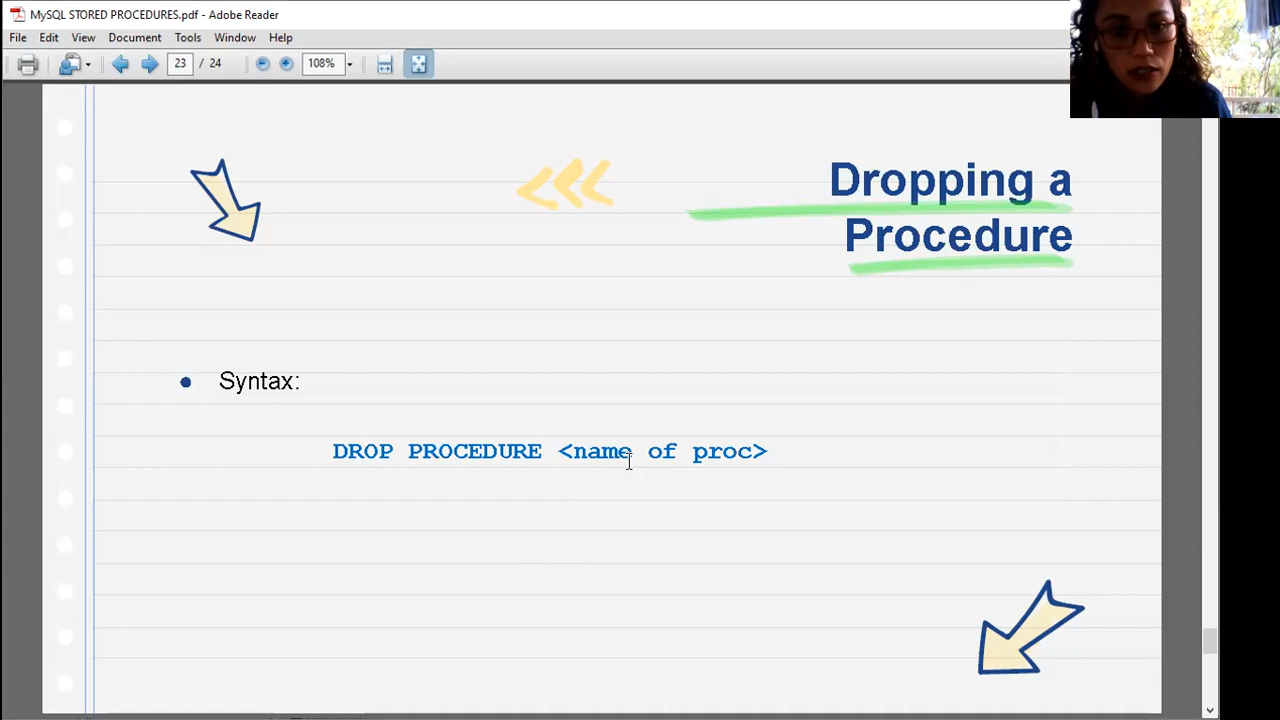 MySQL STORED PROCEDURES.pdf - Adobe Reader
File Edit View Document Tools Window Help
23 / 24 108%
Dropping a
Procedure
• Syntax:
DROP PROCEDURE <name of proc>